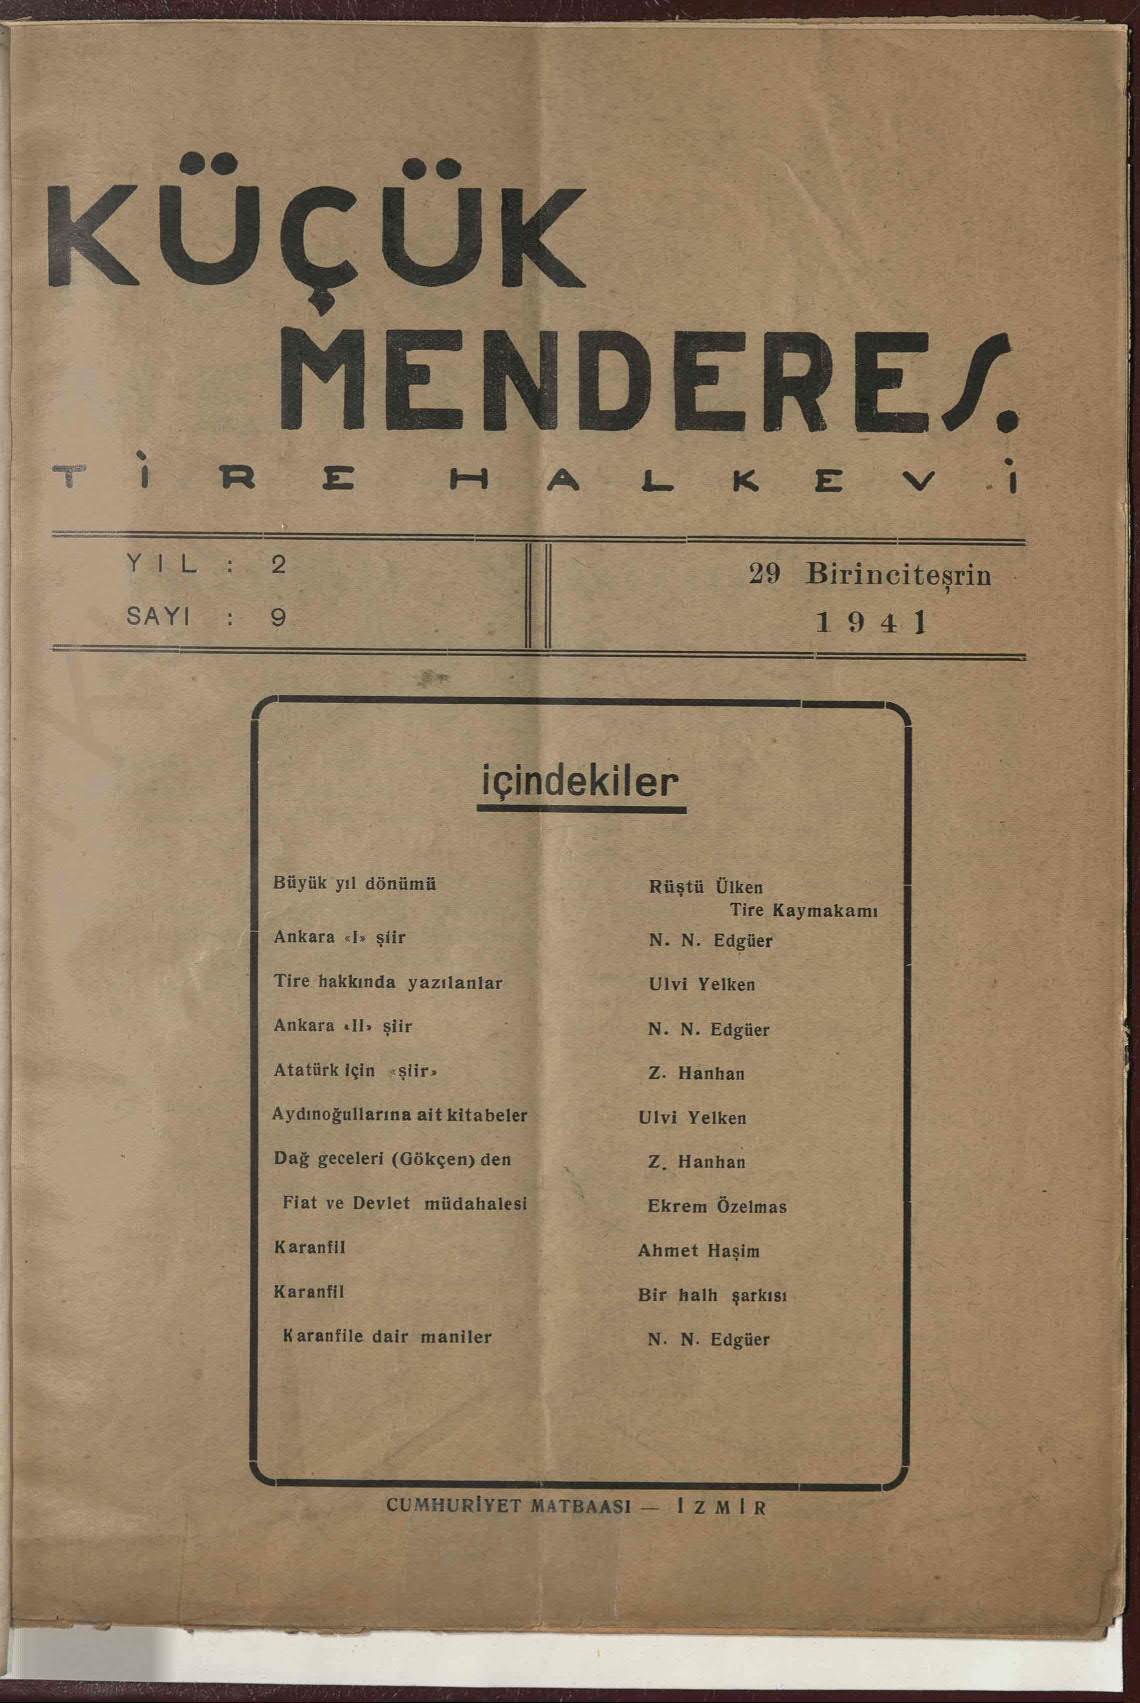 KÜÇÜK
MENDERES.
TİRE HALKEVİ
YIL : 2
SAYI : 9
29 Birinciteşrin
1941
içindekiler
Büyük yıl dönümü Rüştü Ülken
Tire Kaymakamı
Ankara «I» şiir N. N. Edgüer
Tire hakkında yazılanlar Ulvi Yelken
Ankara «II» şiir N. N. Edgüer
Atatürk için «şiir» Z. Hanhan
Aydınoğullarına ait kitabeler Ulvi Yelken
Dağ geceleri (Gökçen) den Z. Hanhan
Fiat ve Devlet müdahalesi Ekrem Özelmas
Karanfil Ahmet Haşim
Karanfil Bir halh şarkısı
Karanfile dair maniler N. N. Edgüer
CUMHURİYET MATBAASI — İZMİR